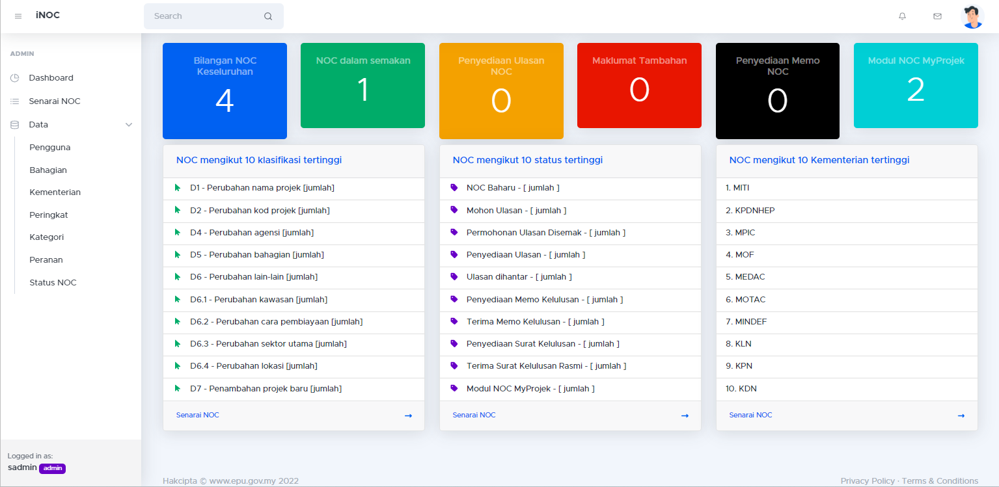 iNOC
Search
ADMIN
Dashboard
Senarai NOC
Data
Pengguna
Bahagian
Kementerian
Peringkat
Kategori
Peranan
Status NOC
Logged in as:
sadmin admin
Bilangan NOC
Keseluruhan
4
NOC dalam semakan
1
Penyediaan Ulasan
NOC
0
Maklumat Tambahan
0
Penyediaan Memo
NOC
0
Modul NOC MyProjek
2
NOC mengikut 10 klasifikasi tertinggi
D1 - Perubahan nama projek [jumlah]
D2 - Perubahan kod projek [jumlah]
D4 - Perubahan agensi [jumlah]
D5 - Perubahan bahagian [jumlah]
D6 - Perubahan lain-lain [jumlah]
D6.1 - Perubahan kawasan [jumlah]
D6.2 - Perubahan cara pembiayaan [jumlah]
D6.3 - Perubahan sektor utama [jumlah]
D6.4 - Perubahan lokasi [jumlah]
D7 - Penambahan projek baru [jumlah]
Senarai NOC
NOC mengikut 10 status tertinggi
NOC Baharu - [ jumlah ]
Mohon Ulasan - [ jumlah ]
Permohonan Ulasan Disemak - [ jumlah ]
Penyediaan Ulasan - [ jumlah ]
Ulasan dihantar - [ jumlah ]
Penyediaan Memo Kelulusan - [ jumlah ]
Terima Memo Kelulusan - [ jumlah ]
Penyediaan Surat Kelulusan - [ jumlah ]
Terima Surat Kelulusan Rasmi - [ jumlah ]
Modul NOC MyProjek - [ jumlah ]
Senarai NOC
NOC mengikut 10 Kementerian tertinggi
1. MITI
2. KPDNHEP
3. MPIC
4. MOF
5. MEDAC
6. MOTAC
7. MINDEF
8. KLN
9. KPN
10. KDN
Senarai NOC
Hakcipta © www.epu.gov.my 2022
Privacy Policy · Terms & Conditions